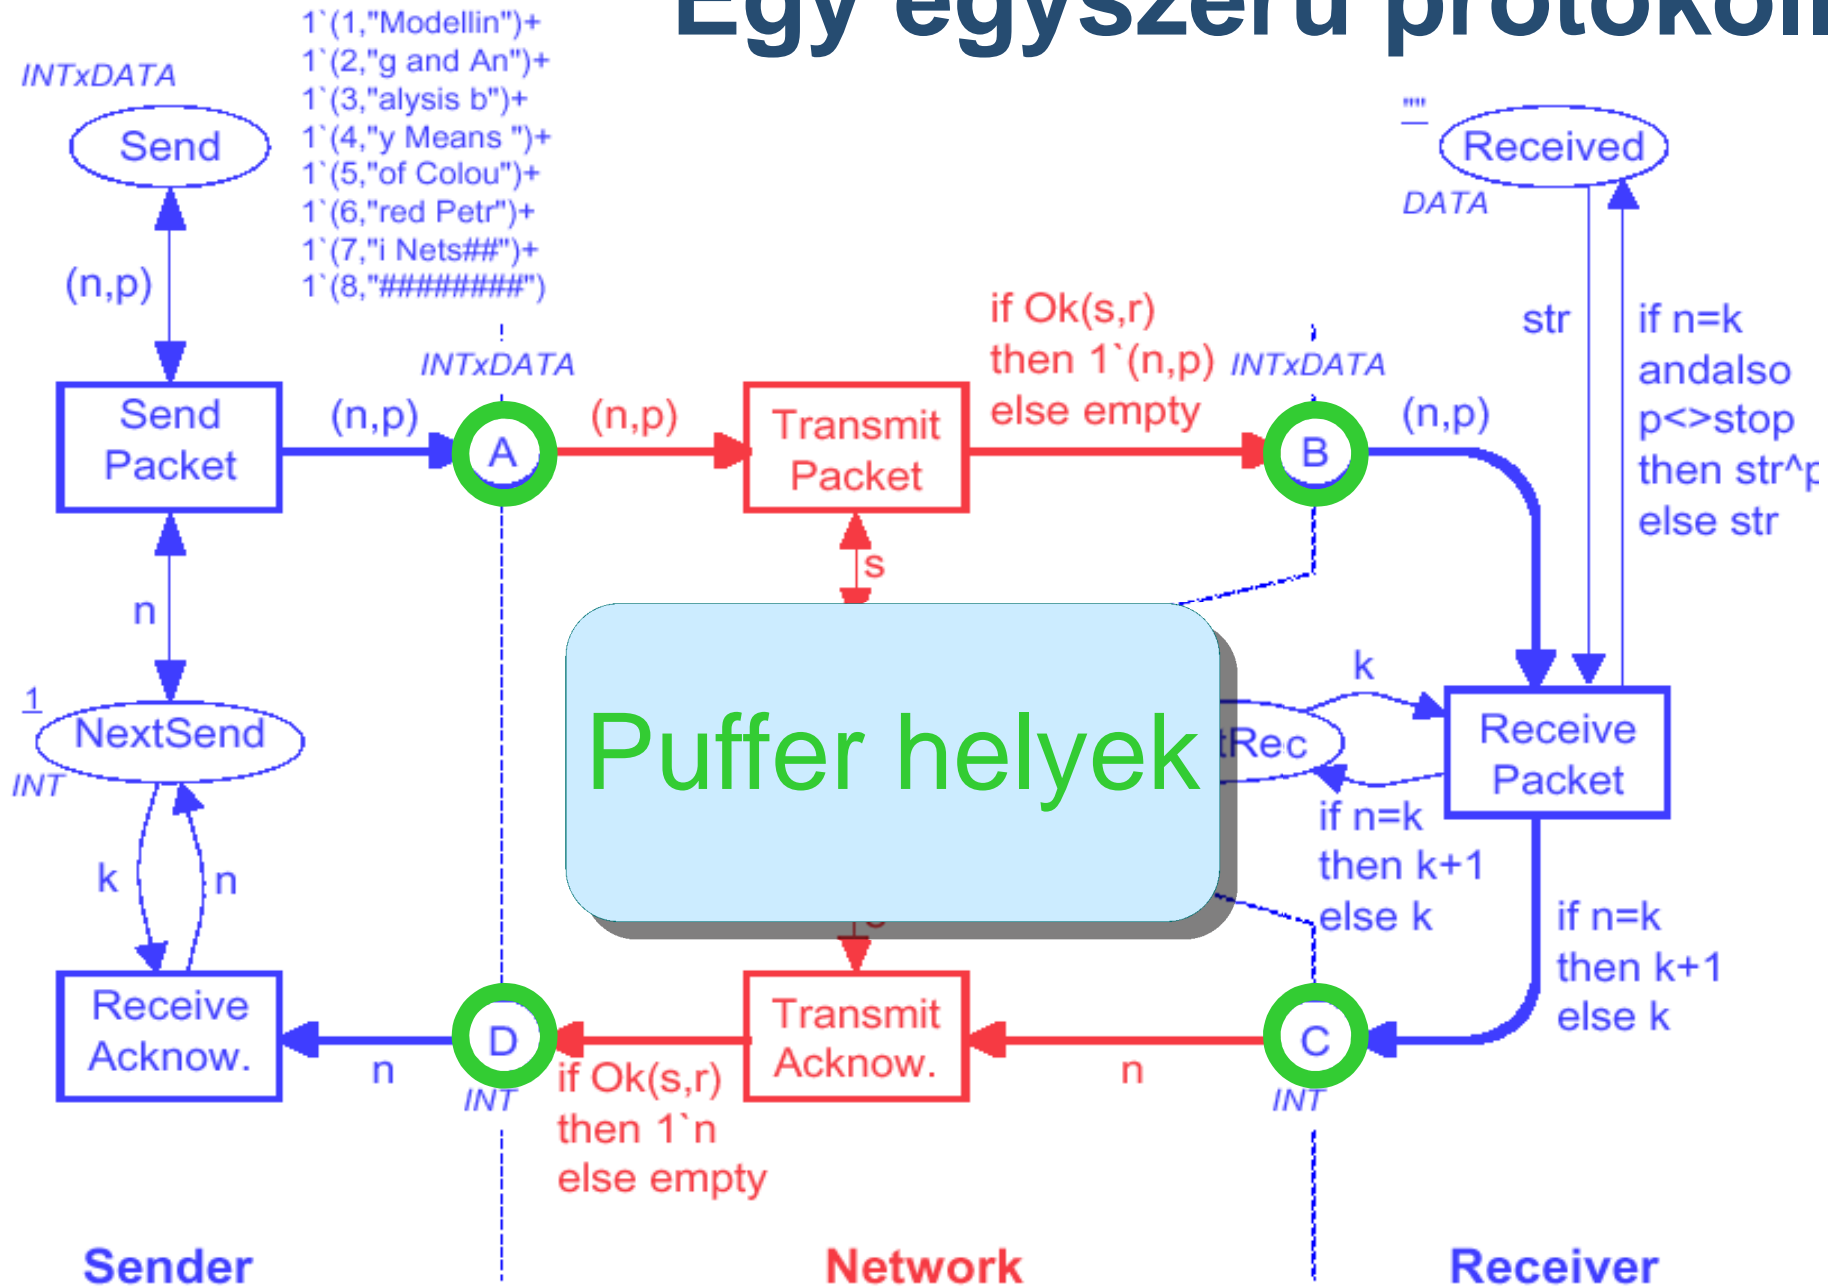 Egy egyszerű protokoll
1`(1,"Modellin")+
1`(2,"g and An")+
1`(3,"alysis b")+
1`(4,"y Means ")+
1`(5,"of Colou")+
1`(6,"red Petr")+
1`(7,"i Nets##")+
1`(8,"########")
INTxDATA
Send
(n,p)
""
Received
DATA
str
if n=k
andalso
p<>stop
then str^p
else str
Send
Packet
(n,p)
INTxDATA
A
(n,p)
Transmit
Packet
if Ok(s,r)
then 1`(n,p)
else empty
INTxDATA
B
(n,p)
n
s
1
NextSend
INT
Puffer helyek
tRec
k
Receive
Packet
if n=k
then k+1
else k
k
n
if n=k
then k+1
else k
Receive
Acknow.
n
D
INT
if Ok(s,r)
then 1`n
else empty
Transmit
Acknow.
n
C
INT
Sender
Network
Receiver